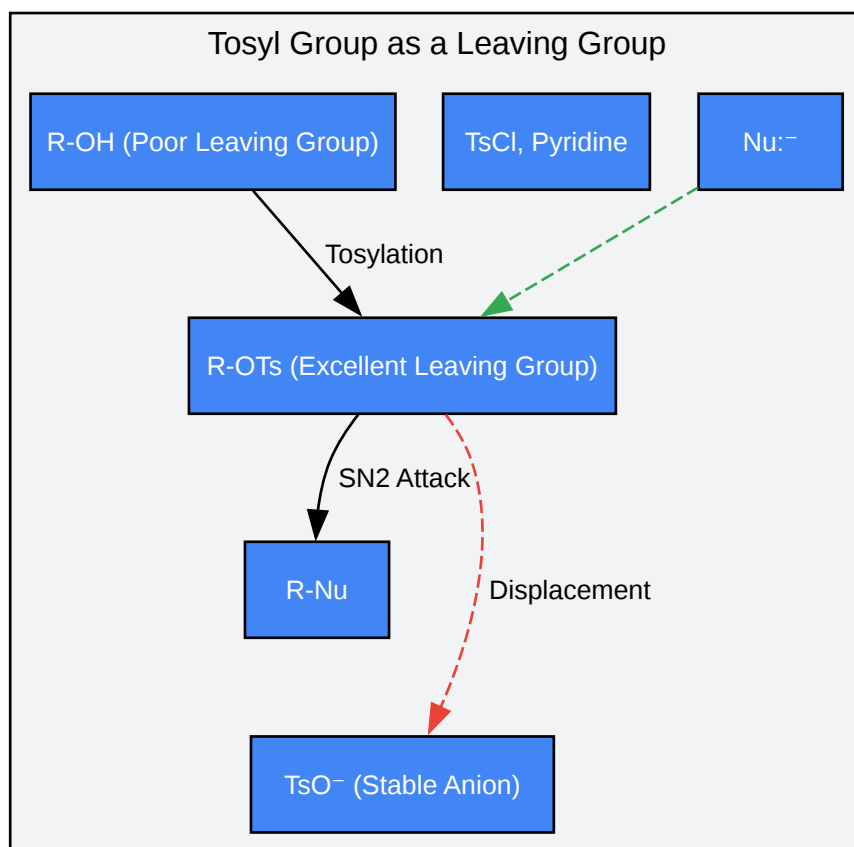 Tosyl Group as a Leaving Group
R-OH (Poor Leaving Group)
TsCl, Pyridine
Nu:⁻
Tosylation
R-OTs (Excellent Leaving Group)
SN2 Attack
R-Nu
Displacement
TsO⁻ (Stable Anion)